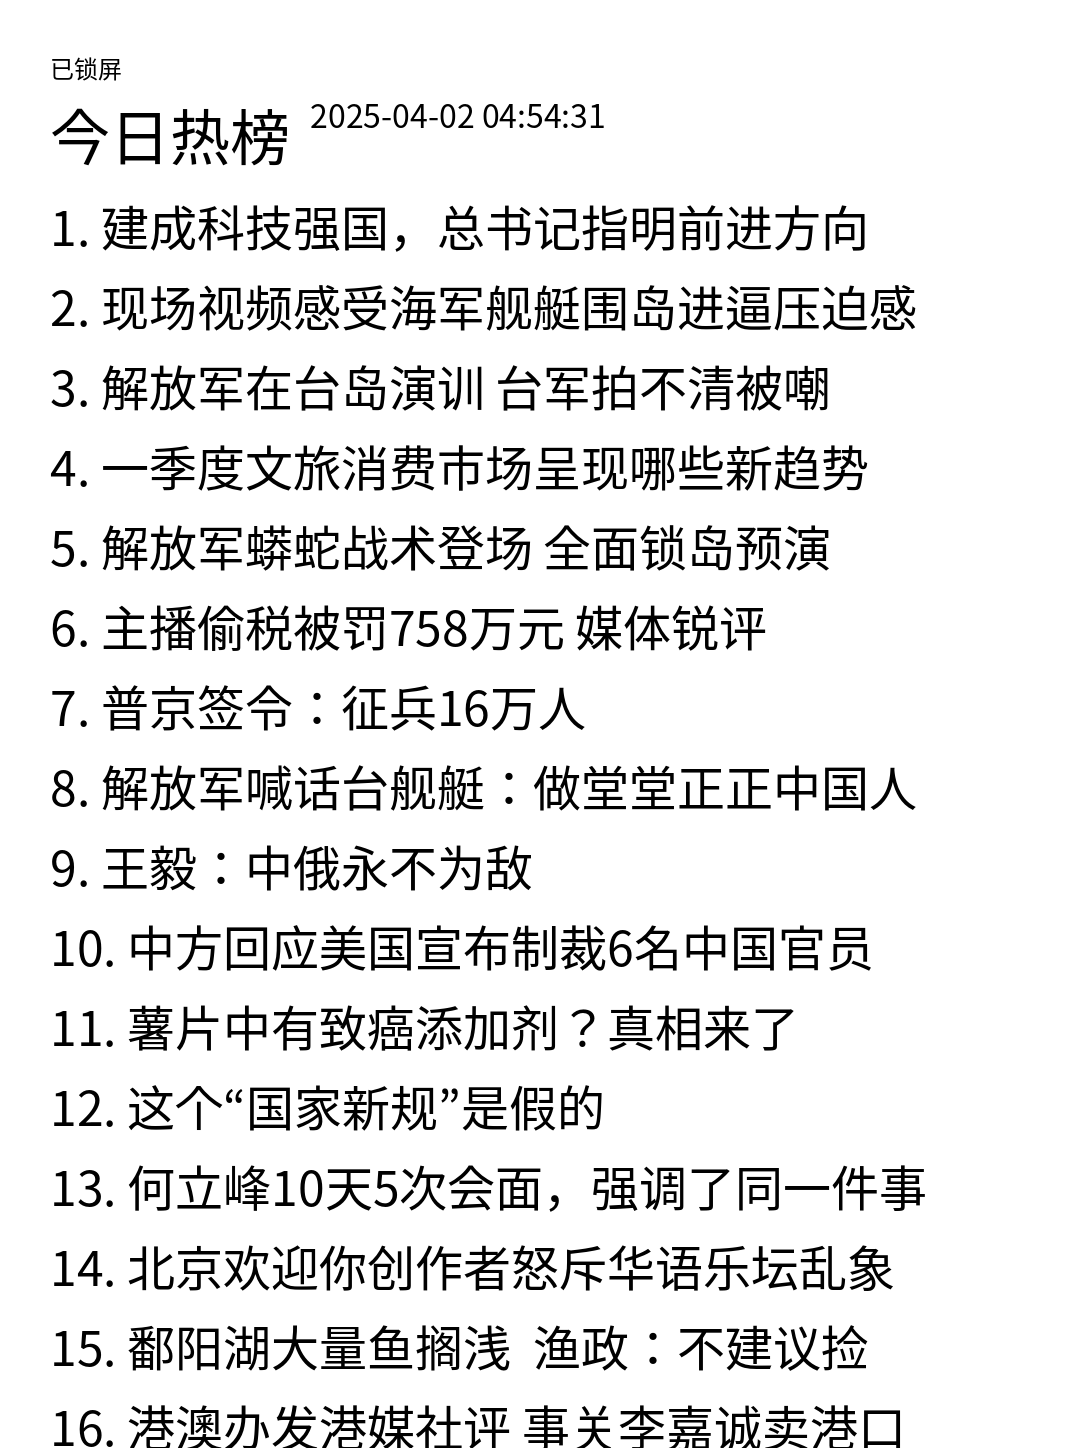 已锁屏
今日热榜 2025-04-02 04:54:31
1. 建成科技强国，总书记指明前进方向
2. 现场视频感受海军舰艇围岛进逼压迫感
3. 解放军在台岛演训 台军拍不清被嘲
4. 一季度文旅消费市场呈现哪些新趋势
5. 解放军蟒蛇战术登场 全面锁岛预演
6. 主播偷税被罚758万元 媒体锐评
7. 普京签令：征兵16万人
8. 解放军喊话台舰艇：做堂堂正正中国人
9. 王毅：中俄永不为敌
10. 中方回应美国宣布制裁6名中国官员
11. 薯片中有致癌添加剂？真相来了
12. 这个“国家新规”是假的
13. 何立峰10天5次会面，强调了同一件事
14. 北京欢迎你创作者怒斥华语乐坛乱象
15. 鄱阳湖大量鱼搁浅  渔政：不建议捡
16. 港澳办发港媒社评 事关李嘉诚卖港口